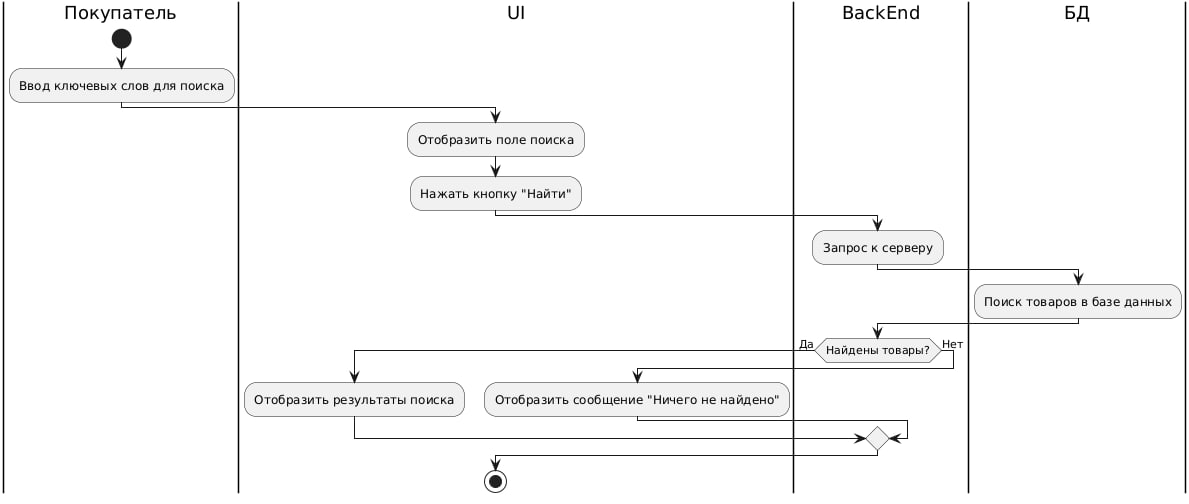 Покупатель
UI
BackEnd
БД
Ввод ключевых слов для поиска
Отобразить поле поиска
Нажать кнопку "Найти"
Запрос к серверу
Поиск товаров в базе данных
Да
Найдены товары?
Нет
Отобразить результаты поиска
Отобразить сообщение "Ничего не найдено"